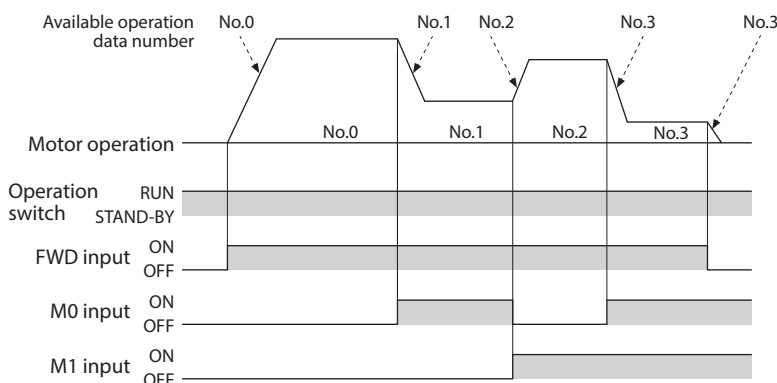 Available operation No.0 No.1 No.2 No.3 No.3
data number
No.0 No.1 No.2 No.3
Motor operation
Operation RUN
switch STAND-BY
ON
FWD input
OFF
M0 input ON
OFF
M1 input ON
OFF